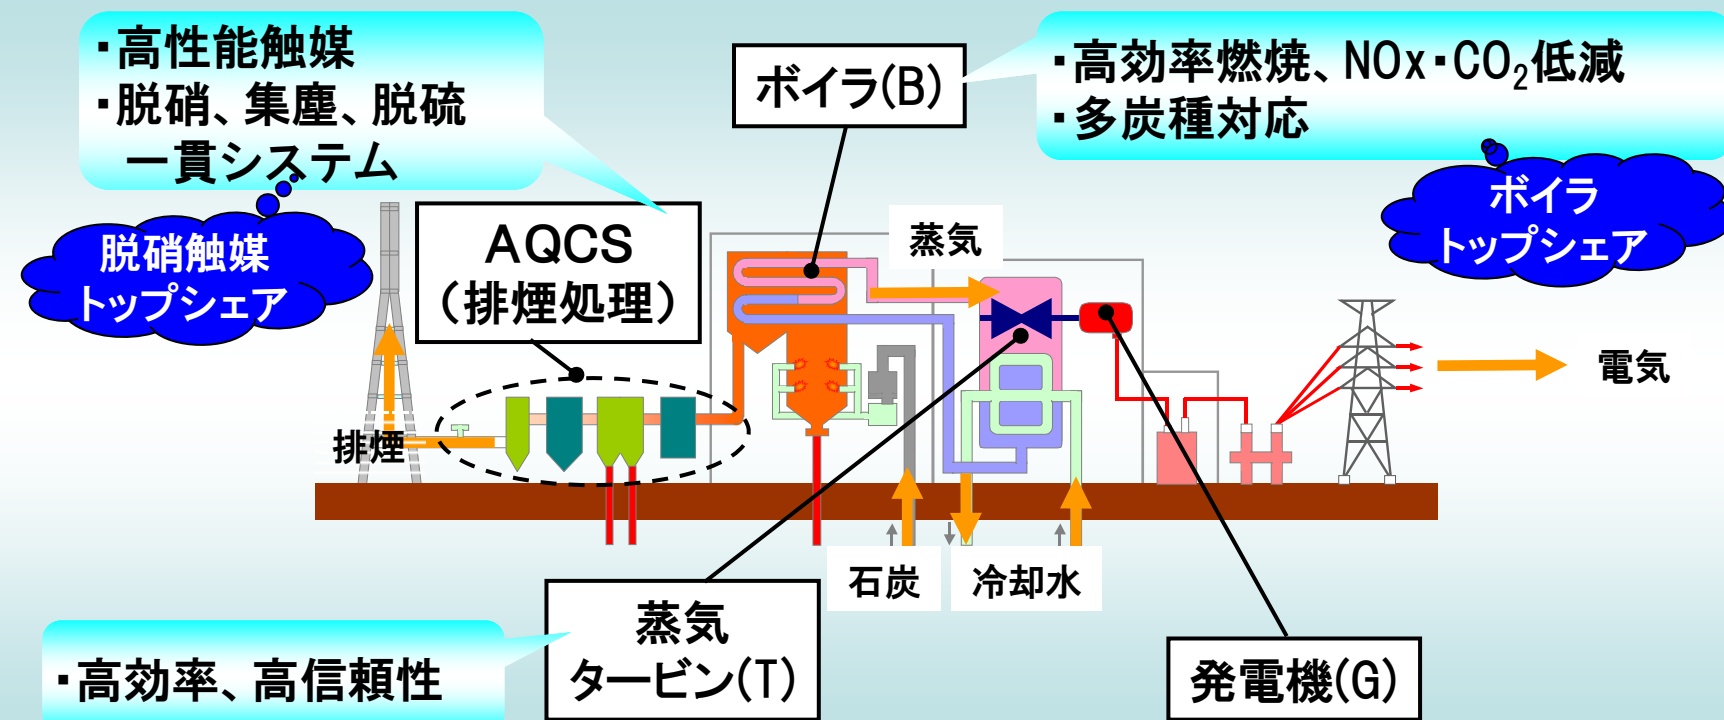 ・高性能触媒
・脱硝、集塵、脱硫
一貫システム
ボイラ(B)
・高効率燃焼、NOx・CO₂低減
・多炭種対応
脱硝触媒
トップシェア
AQCS
（排煙処理）
蒸気
ボイラ
トップシェア
電気
排煙
石炭
冷却水
・高効率、高信頼性
蒸気
タービン(T)
発電機(G)